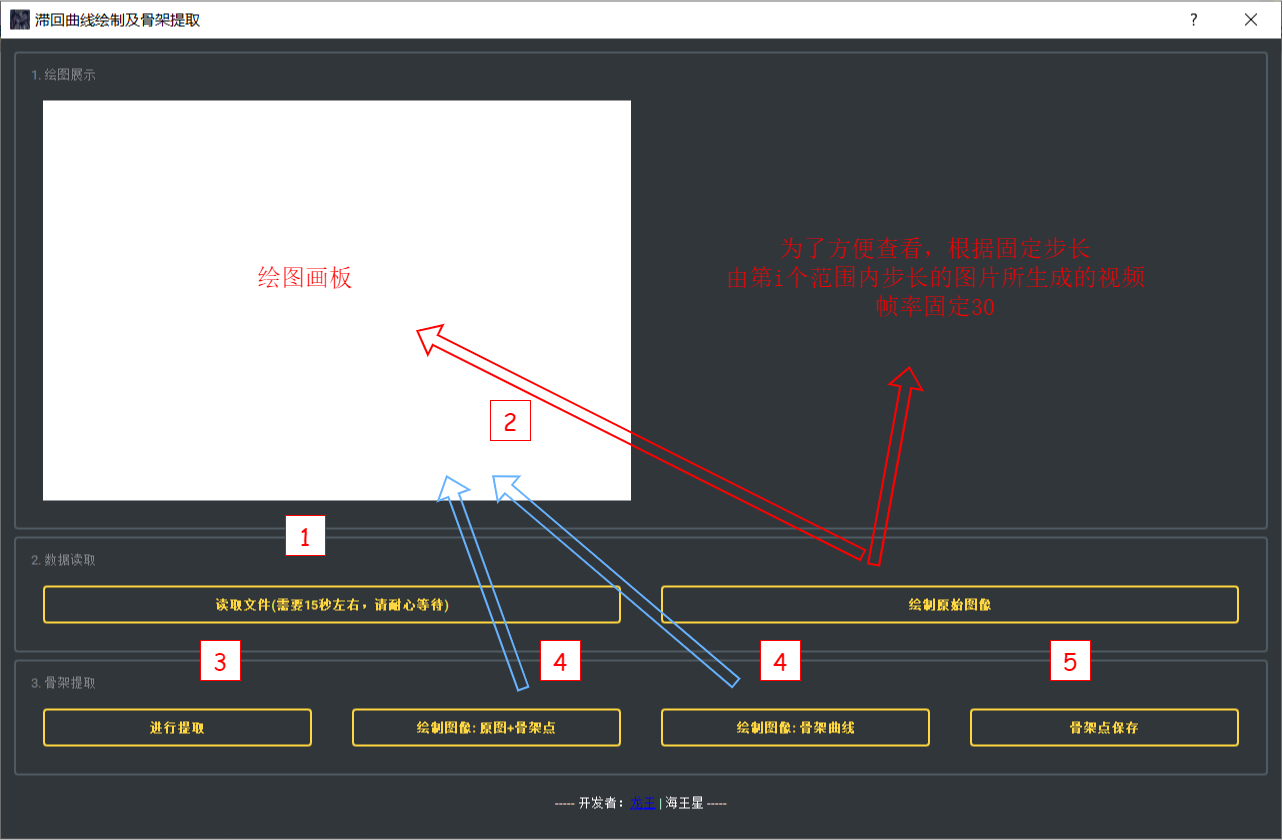 滞回曲线绘制及骨架提取
?
1. 绘图展示
绘图画板
为了方便查看，根据固定步长
由第i个范围内步长的图片所生成的视频
帧率固定30
2
1
2. 数据读取
读取文件(需要15秒左右，请耐心等待)
绘制原始图像
3
4
4
5
3. 骨架提取
进行提取
绘制图像: 原图+骨架点
绘制图像: 骨架曲线
骨架点保存
----- 开发者： 龙王 | 海王星 -----